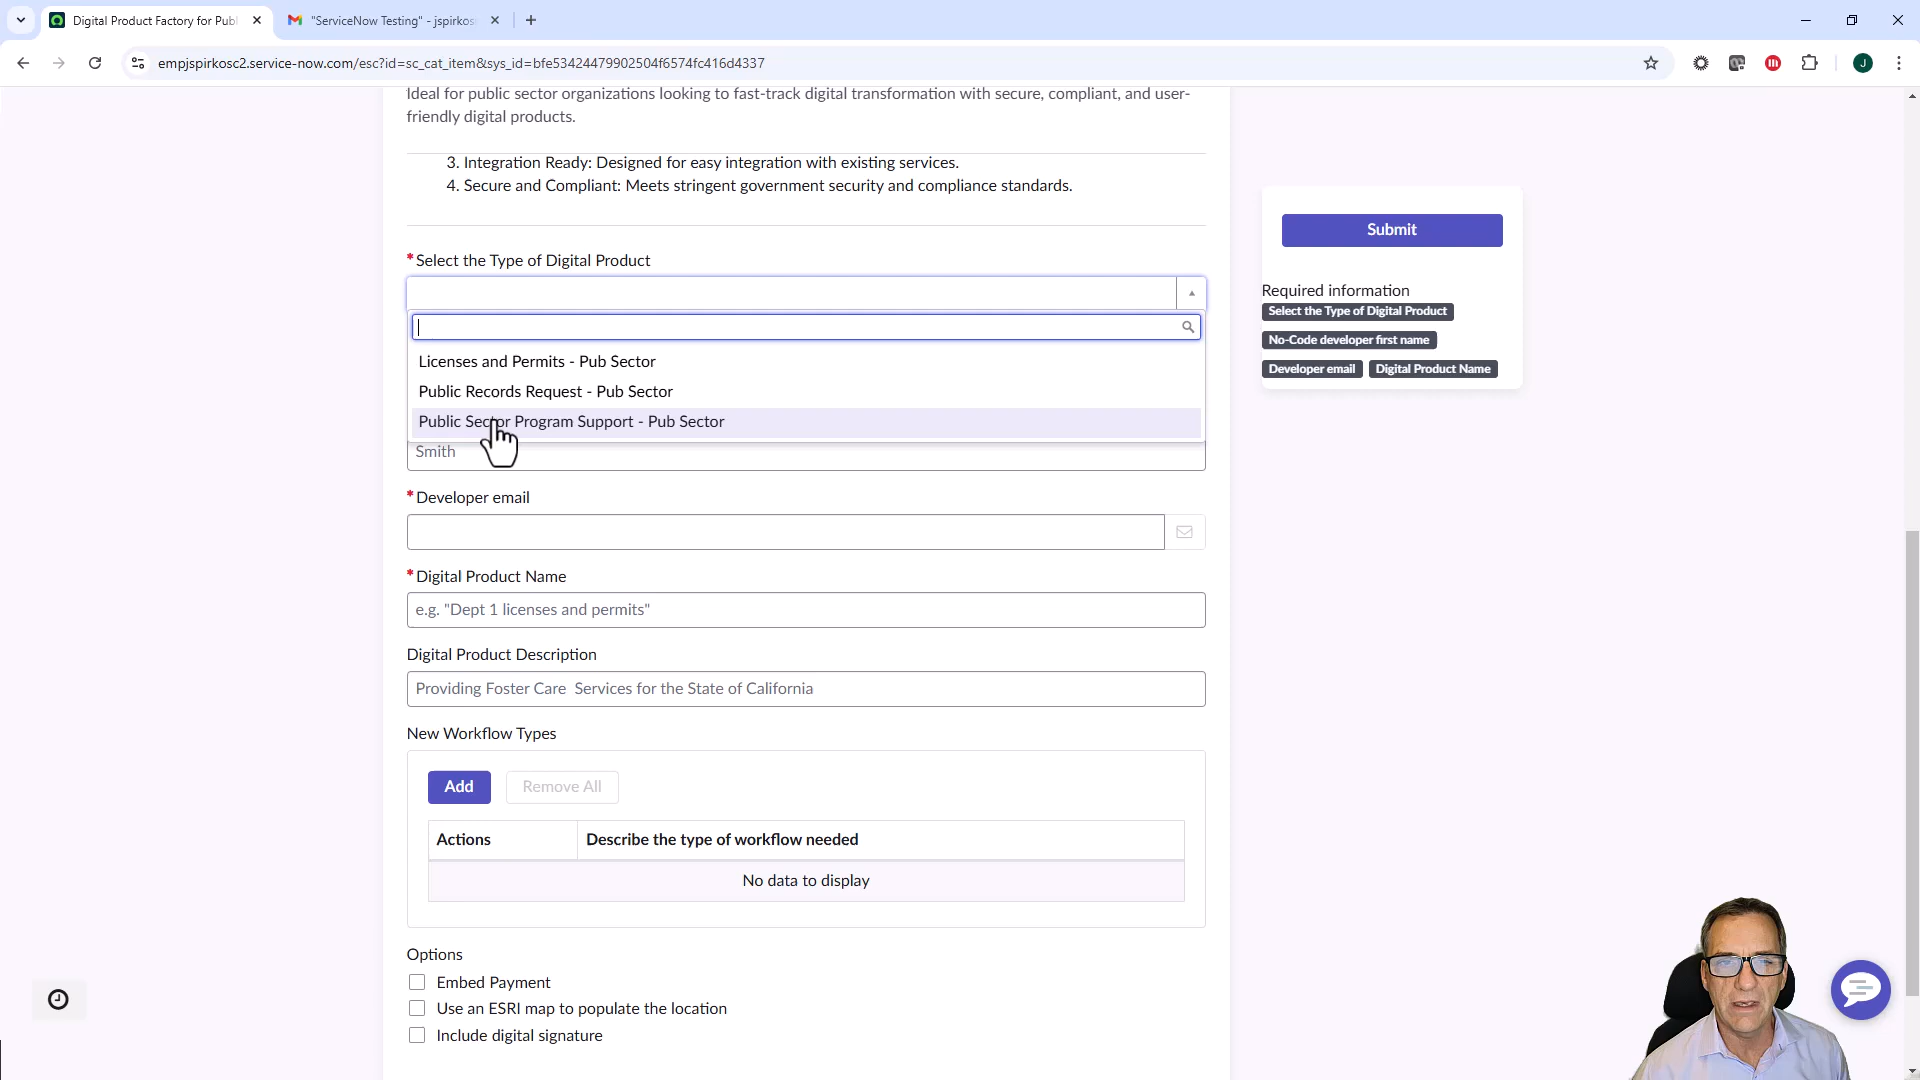 Digital Product Factory for Publ
"ServiceNow Testing" - jspirkos
empjspirkosc2.service-now.com/esc?id=sc_cat_item&sys_id=bfe53424479902504f6574fc416d4337
J
Ideal for public sector organizations looking to fast-track digital transformation with secure, compliant, and user-
friendly digital products.
3. Integration Ready: Designed for easy integration with existing services.
4. Secure and Compliant: Meets stringent government security and compliance standards.
* Select the Type of Digital Product
Licenses and Permits - Pub Sector
Public Records Request - Pub Sector
Public Sector Program Support - Pub Sector
Smith
* Developer email
* Digital Product Name
e.g. "Dept 1 licenses and permits"
Digital Product Description
Providing Foster Care  Services for the State of California
New Workflow Types
Add
Remove All
Actions
Describe the type of workflow needed
No data to display
Options
Embed Payment
Use an ESRI map to populate the location
Include digital signature
Submit
Required information
Select the Type of Digital Product
No-Code developer first name
Developer email
Digital Product Name